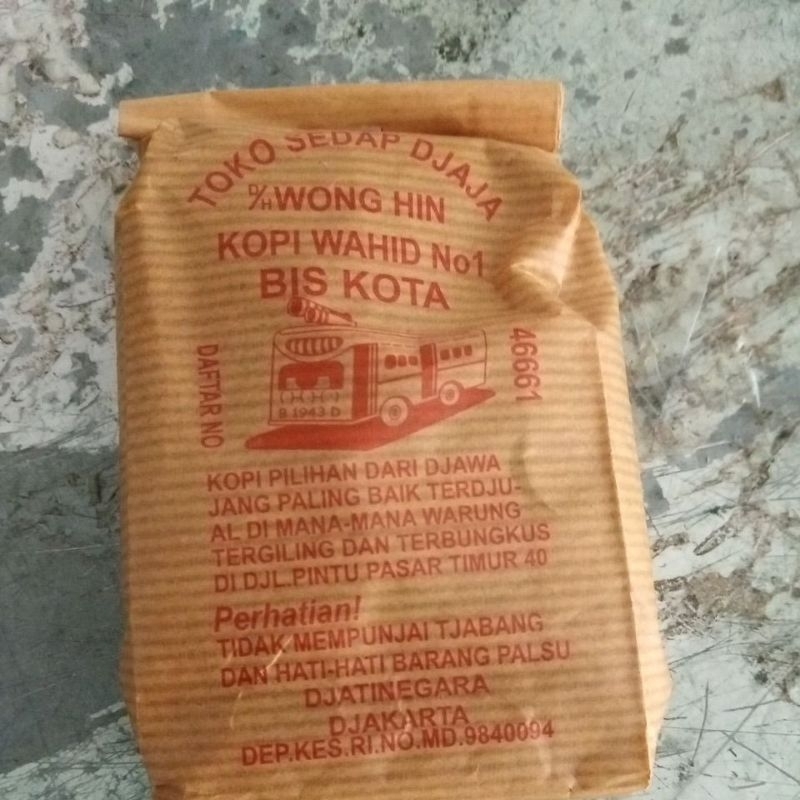 TOKO SEDAP DJAJA
D/H WONG HIN
KOPI WAHID No1
BIS KOTA
DAFTAR NO
46661
B 1943 D
KOPI PILIHAN DARI DJAWA
JANG PALING BAIK TERDJU-
AL DI MANA-MANA WARUNG
TERGILING DAN TERBUNGKUS
DI DJL.PINTU PASAR TIMUR 40
Perhatian!
TIDAK MEMPUNJAI TJABANG
DAN HATI-HATI BARANG PALSU
DJATINEGARA
DJAKARTA
DEP.KES.RI.NO.MD.9840094